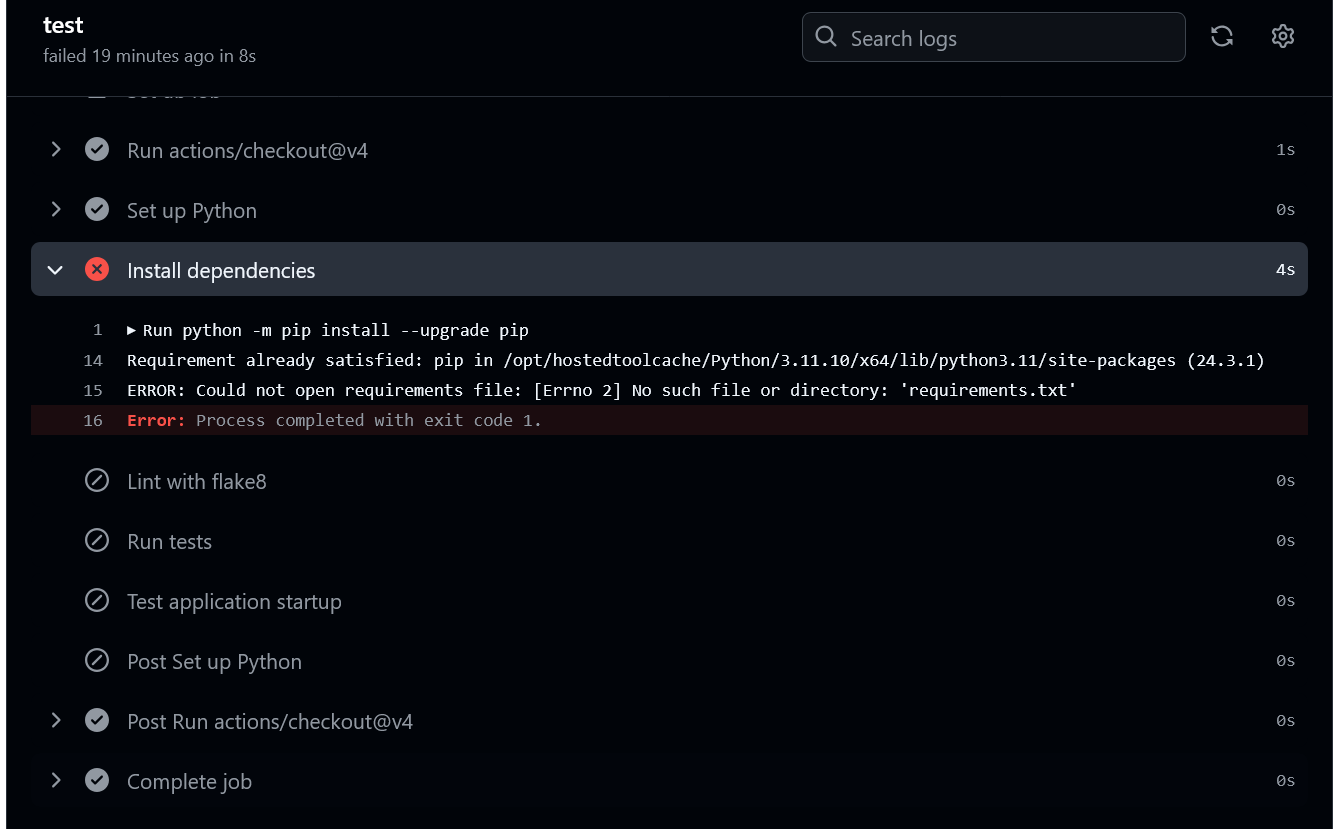 test
failed 19 minutes ago in 8s
Search logs
Set up job
Run actions/checkout@v4 1s
Set up Python 0s
Install dependencies 4s
1 Run python -m pip install --upgrade pip
14 Requirement already satisfied: pip in /opt/hostedtoolcache/Python/3.11.10/x64/lib/python3.11/site-packages (24.3.1)
15 ERROR: Could not open requirements file: [Errno 2] No such file or directory: 'requirements.txt'
16 Error: Process completed with exit code 1.
Lint with flake8 0s
Run tests 0s
Test application startup 0s
Post Set up Python 0s
Post Run actions/checkout@v4 0s
Complete job 0s